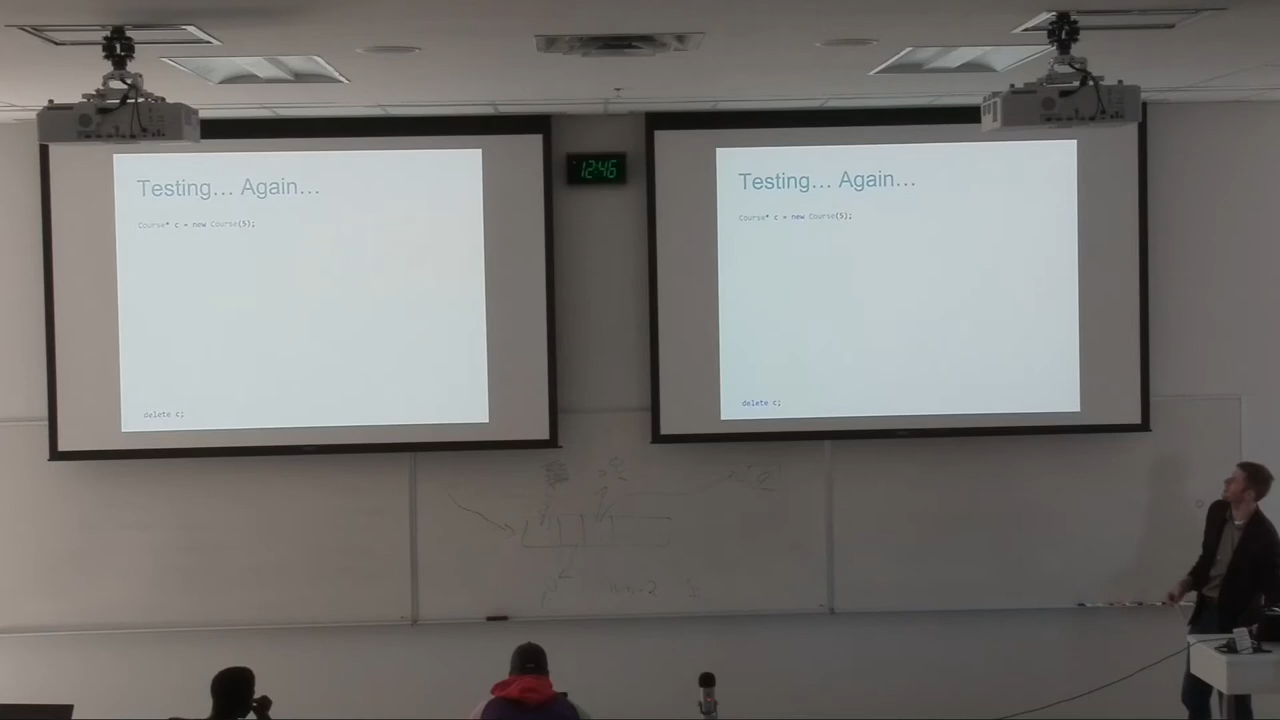 Testing... Again...
Course* c = new Course(5);
delete c;
12:46
Testing... Again...
Course* c = new Course(5);
delete c;